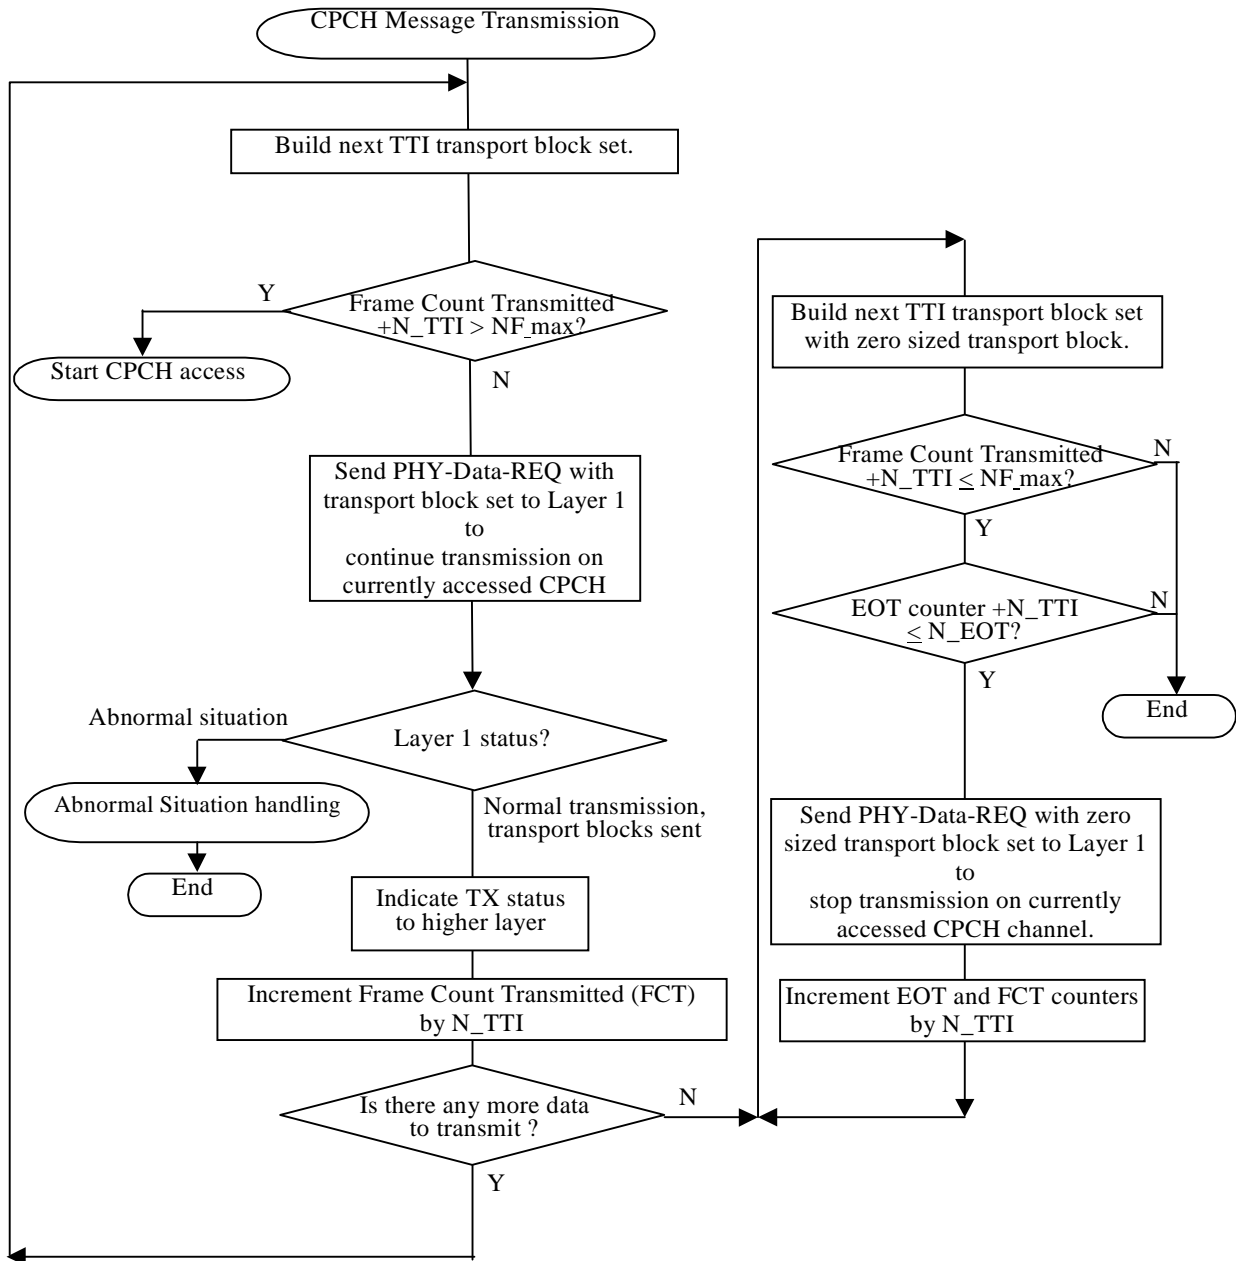 CPCH Message Transmission
Build next TTI transport block set.
Y
Frame Count Transmitted
+N_TTI > NF_max?
Start CPCH access
N
Send PHY-Data-REQ with
transport block set to Layer 1
to
continue transmission on
currently accessed CPCH
Abnormal situation
Layer 1 status?
Abnormal Situation handling
Normal transmission,
transport blocks sent
End
Indicate TX status
to higher layer
Increment Frame Count Transmitted (FCT)
by N_TTI
Is there any more data
to transmit ?
N
Y
Build next TTI transport block set
with zero sized transport block.
Frame Count Transmitted
+N_TTI ≤ NF_max?
N
Y
EOT counter +N_TTI
≤ N_EOT?
N
Y
End
Send PHY-Data-REQ with zero
sized transport block set to Layer 1
to
stop transmission on currently
accessed CPCH channel.
Increment EOT and FCT counters
by N_TTI